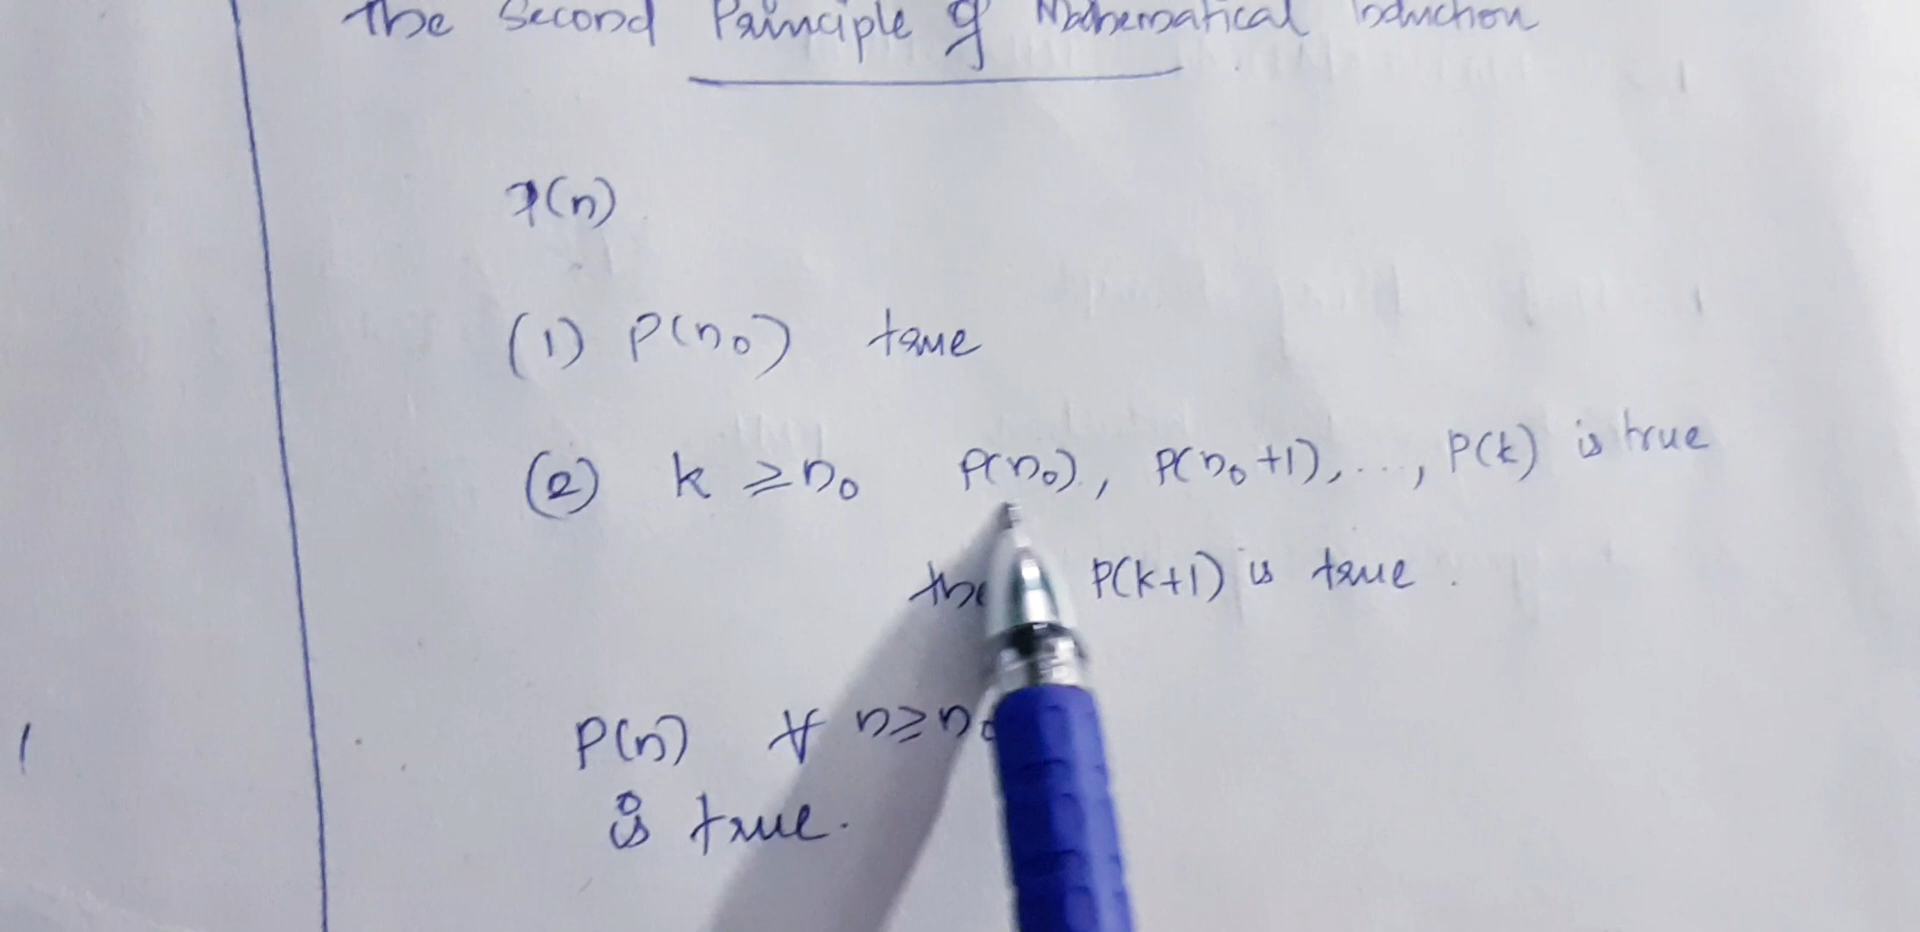 The Second Principle of Mathematical Induction
P(n)
(1) P(n₀) true
(2) k ≥ n₀ P(n₀), P(n₀+1), ..., P(k) is true
P(k+1) is true.
P(n) ∀ n ≥ n₀
is true.